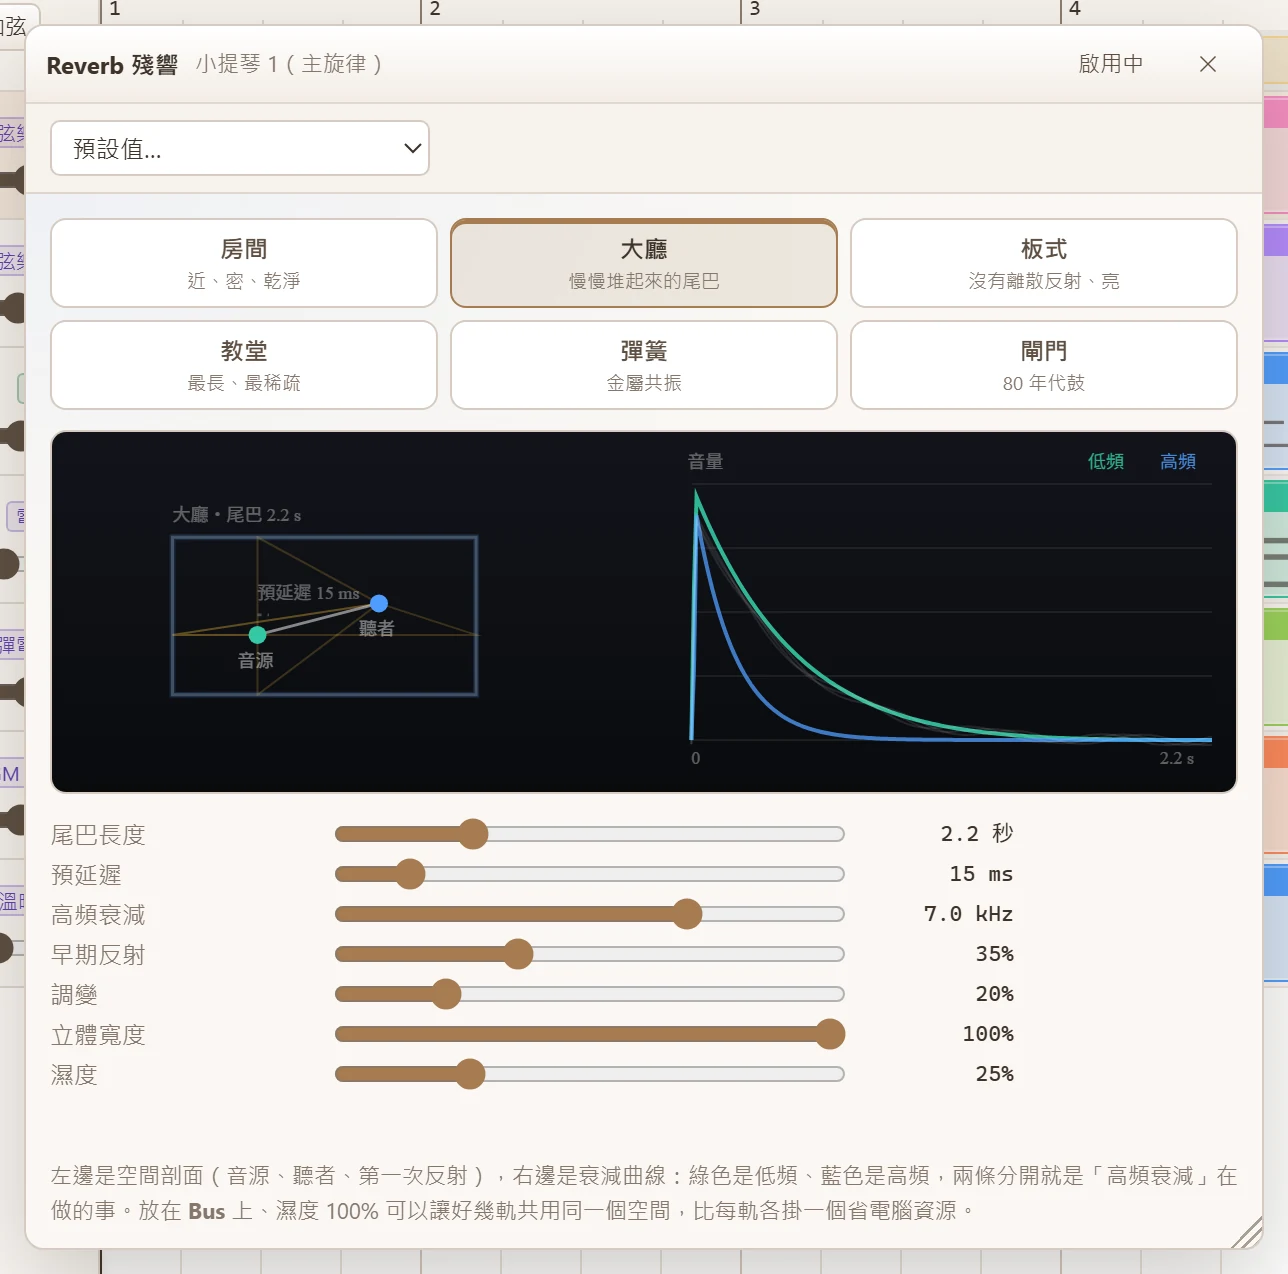 1
2
3
4
Reverb 殘響 小提琴 1（主旋律） 啟用中
預設值...
房間
近、密、乾淨
大廳
慢慢堆起來的尾巴
板式
沒有離散反射、亮
教堂
最長、最稀疏
彈簧
金屬共振
閘門
80 年代鼓
大廳・尾巴 2.2 s
預延遲 15 ms
聽者
音源
音量 低頻 高頻
0 2.2 s
尾巴長度 2.2 秒
預延遲 15 ms
高頻衰減 7.0 kHz
早期反射 35%
調變 20%
立體寬度 100%
濕度 25%
左邊是空間剖面（音源、聽者、第一次反射），右邊是衰減曲線：綠色是低頻、藍色是高頻，兩條分開就是「高頻衰減」在
做的事。放在 Bus 上、濕度 100% 可以讓好幾軌共用同一個空間，比每軌各掛一個省電腦資源。